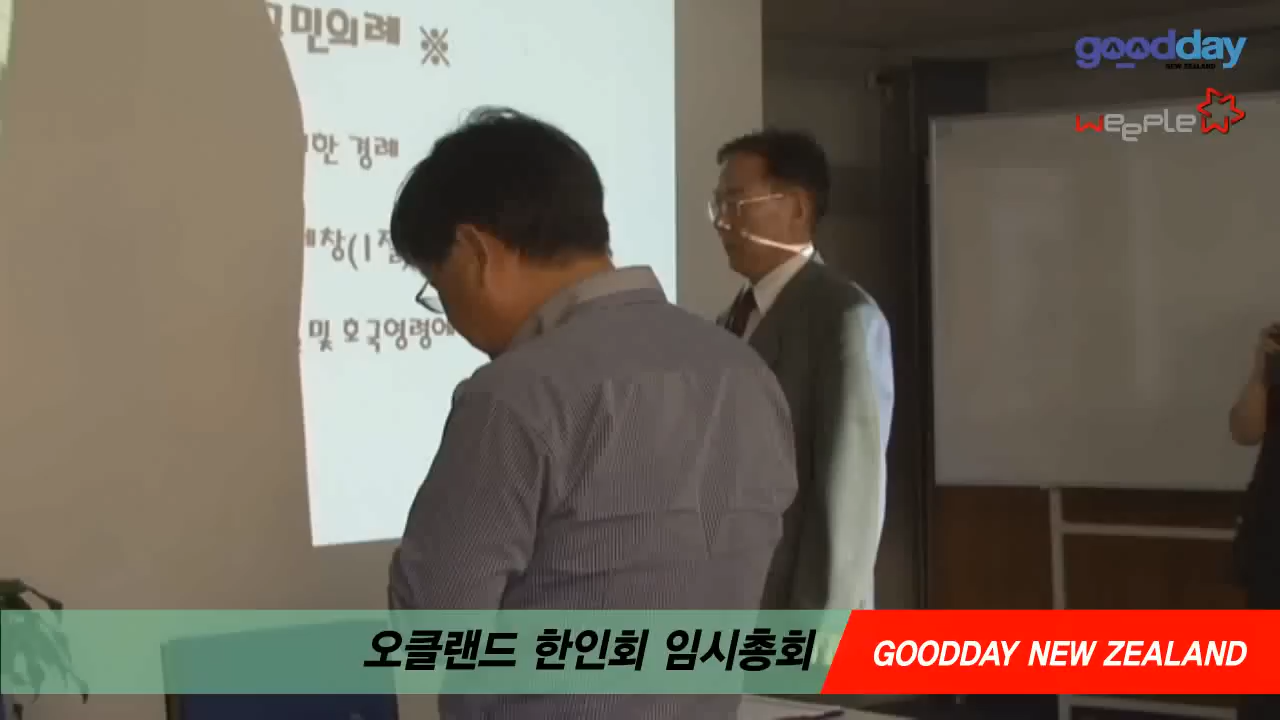 민의례 ※
한 경례
제창(1절)
및 호국영령에
goodday
NEW ZEALAND
weeple
오클랜드 한인회 임시총회
GOODDAY NEW ZEALAND